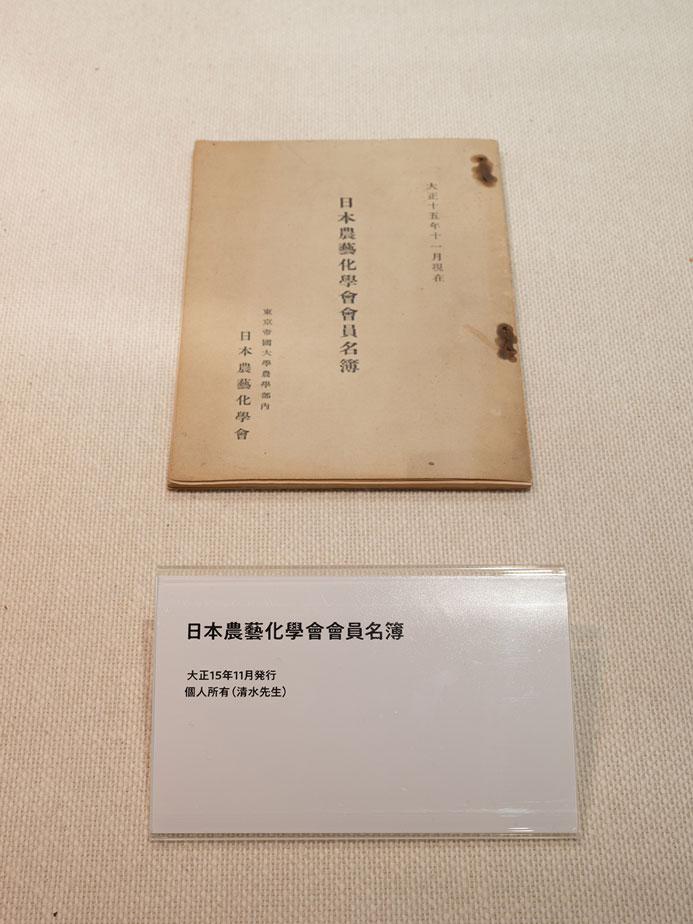 大正十五年十一月現在
日本農藝化學會會員名簿
東京帝國大學農學部內
日本農藝化學會
日本農藝化學會會員名簿
大正15年11月発行
個人所有（清水先生）